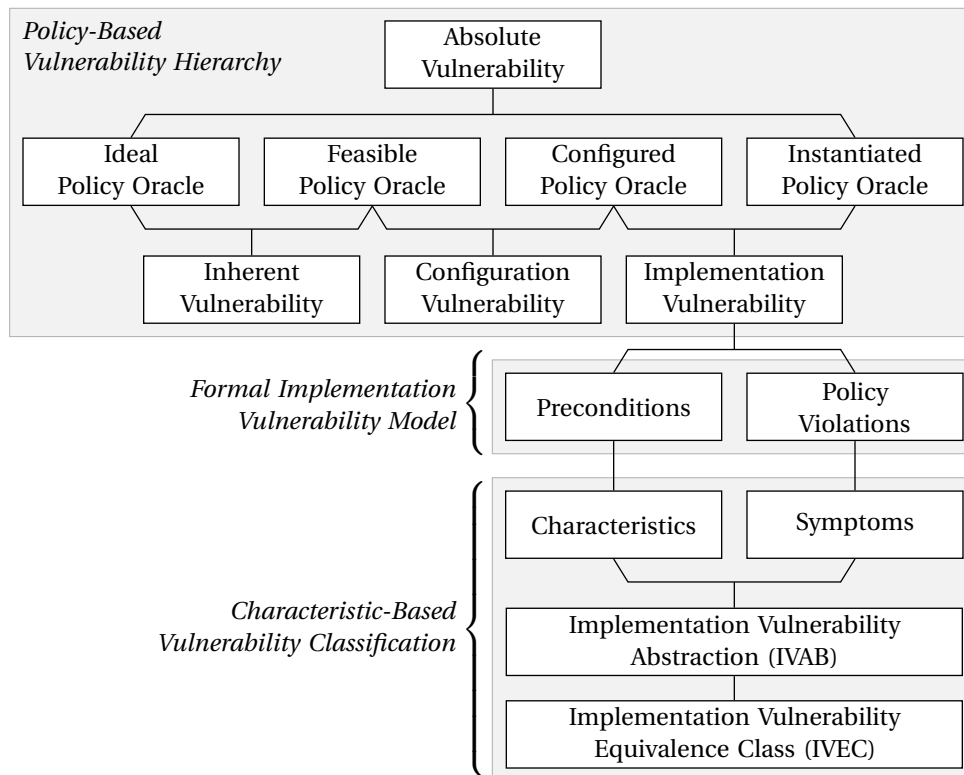 Policy-Based
Vulnerability Hierarchy
Absolute
Vulnerability
Ideal
Policy Oracle
Feasible
Policy Oracle
Configured
Policy Oracle
Instantiated
Policy Oracle
Inherent
Vulnerability
Configuration
Vulnerability
Implementation
Vulnerability
Formal Implementation
Vulnerability Model
Preconditions
Policy
Violations
Characteristic-Based
Vulnerability Classification
Characteristics
Symptoms
Implementation Vulnerability
Abstraction (IVAB)
Implementation Vulnerability
Equivalence Class (IVEC)